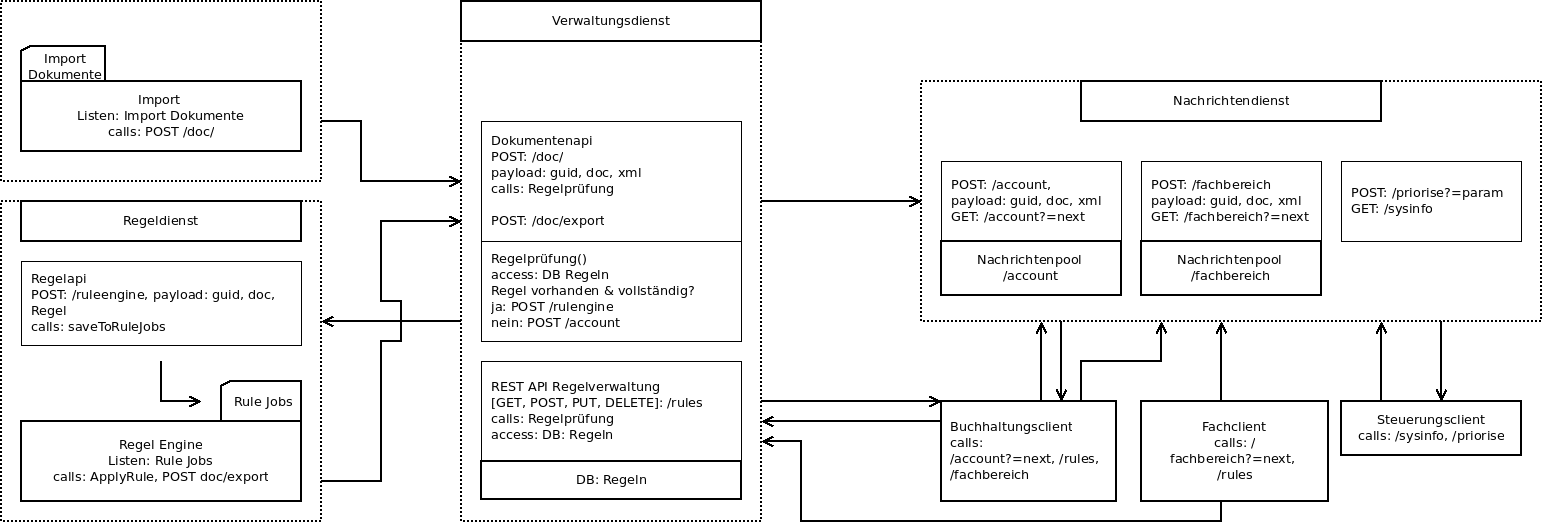 Import
Dokumente
Import
Listen: Import Dokumente
calls: POST /doc/
Regeldienst
Regelapi
POST: /ruleengine, payload: guid, doc,
Regel
calls: saveToRuleJobs
Rule Jobs
Regel Engine
Listen: Rule Jobs
calls: ApplyRule, POST doc/export
Verwaltungsdienst
Dokumentenapi
POST: /doc/
payload: guid, doc, xml
calls: Regelprüfung
POST: /doc/export
Regelprüfung()
access: DB Regeln
Regel vorhanden & vollständig?
ja: POST /rulengine
nein: POST /account
REST API Regelverwaltung
[GET, POST, PUT, DELETE]: /rules
calls: Regelprüfung
access: DB: Regeln
DB: Regeln
Nachrichtendienst
POST: /account,
payload: guid, doc, xml
GET: /account?=next
Nachrichtenpool
/account
POST: /fachbereich
payload: guid, doc, xml
GET: /fachbereich?=next
Nachrichtenpool
/fachbereich
POST: /priorise?=param
GET: /sysinfo
Buchhaltungsclient
calls:
/account?=next, /rules,
/fachbereich
Fachclient
calls: /
fachbereich?=next,
/rules
Steuerungsclient
calls: /sysinfo, /priorise